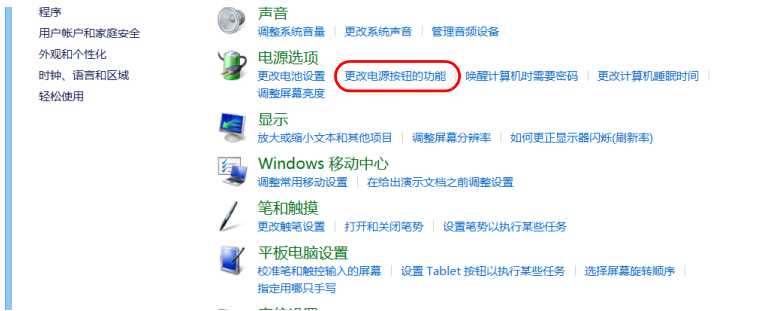 程序
用户帐户和家庭安全
外观和个性化
时钟、语言和区域
轻松使用
声音
调整系统音量 | 更改系统声音 | 管理音频设备
电源选项
更改电池设置 | 更改电源按钮的功能 | 唤醒计算机时需要密码 | 更改计算机睡眠时间 |
调整屏幕亮度
显示
放大或缩小文本和其他项目 | 调整屏幕分辨率 | 如何更正显示器闪烁(刷新率)
Windows 移动中心
调整常用移动设置 | 在给出演示文档之前调整设置
笔和触摸
更改触笔设置 | 打开和关闭笔势 | 设置笔势以执行某些任务
平板电脑设置
校准笔和触控输入的屏幕 | 设置 Tablet 按钮以执行某些任务 | 选择屏幕旋转顺序 |
指定用哪只手写